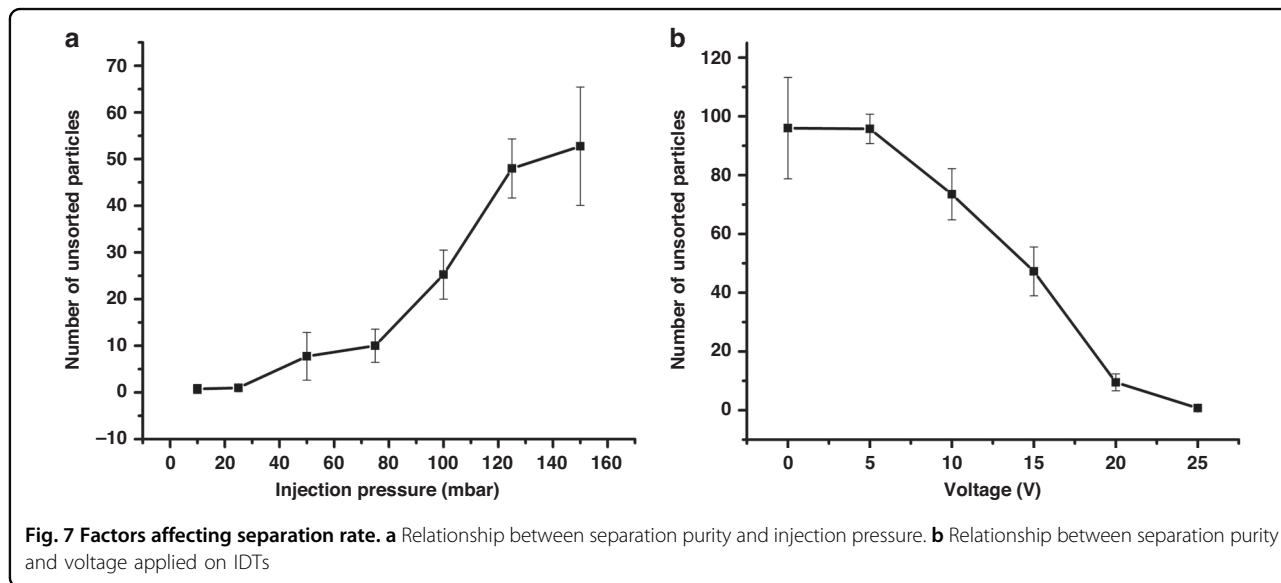 a
70
60
50
40
30
20
10
0
–10
Number of unsorted particles
0 20 40 60 80 100 120 140 160
Injection pressure (mbar)
b
120
100
80
60
40
20
0
Number of unsorted particles
0 5 10 15 20 25
Voltage (V)
Fig. 7 Factors affecting separation rate. a Relationship between separation purity and injection pressure. b Relationship between separation purity
and voltage applied on IDTs